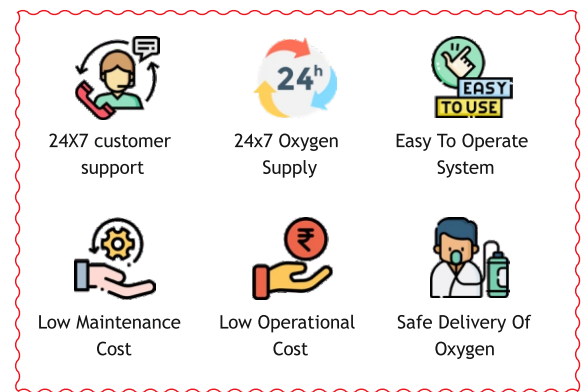 24h
EASY
TO USE
24X7 customer
support
24x7 Oxygen
Supply
Easy To Operate
System
₹
Low Maintenance
Cost
Low Operational
Cost
Safe Delivery Of
Oxygen